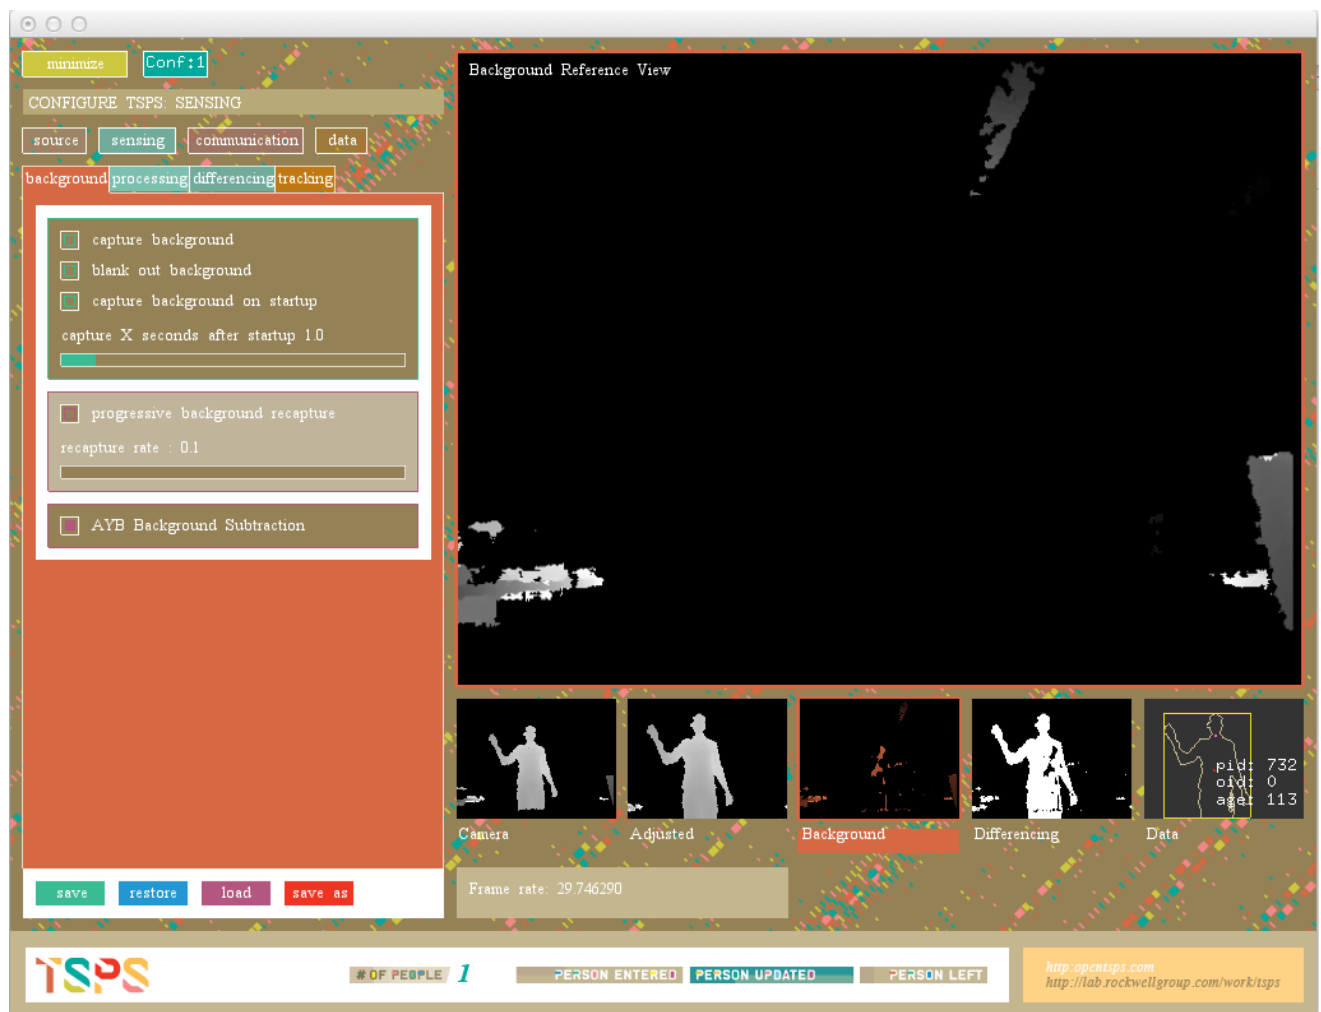 minimize
Conf:1
CONFIGURE TSPS: SENSING
source sensing communication data
background processing differencing tracking
capture background
blank out background
capture background on startup
capture X seconds after startup 1.0
progressive background recapture
recapture rate : 0.1
AYB Background Subtraction
save restore load save as
Background Reference View
Camera
Adjusted
Background
Differencing
pid: 732
oid: 0
age: 113
Data
Frame rate: 29.746290
TSPS
# OF PEOPLE 1
PERSON ENTERED
PERSON UPDATED
PERSON LEFT
http:opentsps.com
http://lab.rockwellgroup.com/work/tsps